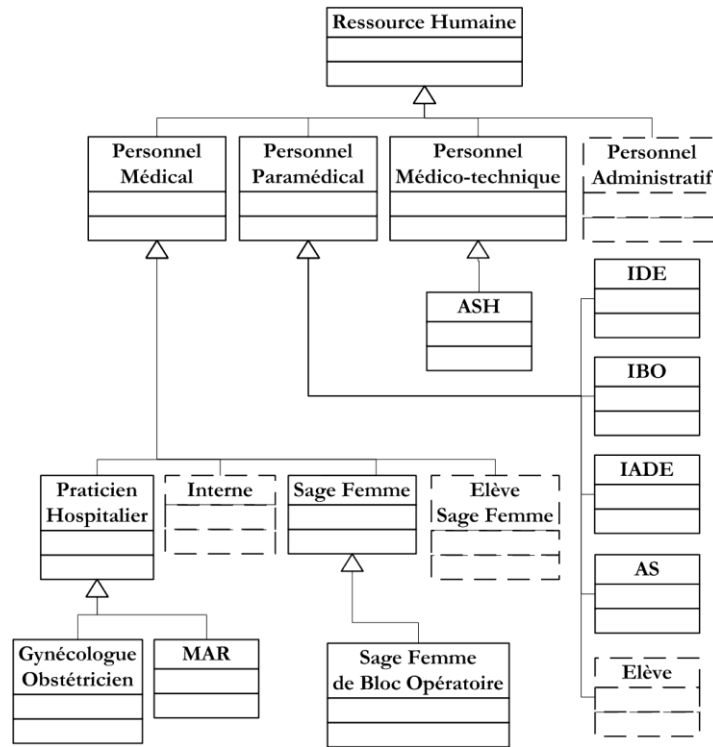 Ressource Humaine
Personnel
Médical
Personnel
Paramédical
Personnel
Médico-technique
Personnel
Administratif
ASH
IDE
IBO
IADE
AS
Elève
Praticien
Hospitalier
Interne
Sage Femme
Elève
Sage Femme
Gynécologue
Obstétricien
MAR
Sage Femme
de Bloc Opératoire